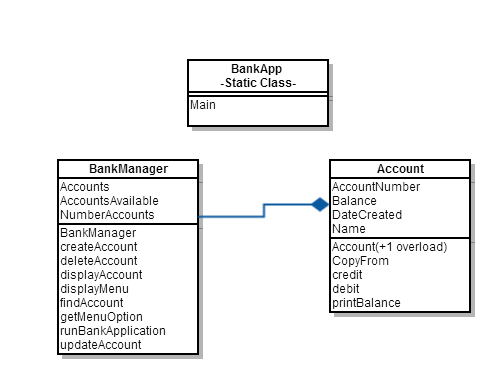 BankApp
-Static Class-
Main
BankManager
Accounts
AccountsAvailable
NumberAccounts
BankManager
createAccount
deleteAccount
displayAccount
displayMenu
findAccount
getMenuOption
runBankApplication
updateAccount
Account
AccountNumber
Balance
DateCreated
Name
Account(+1 overload)
CopyFrom
credit
debit
printBalance